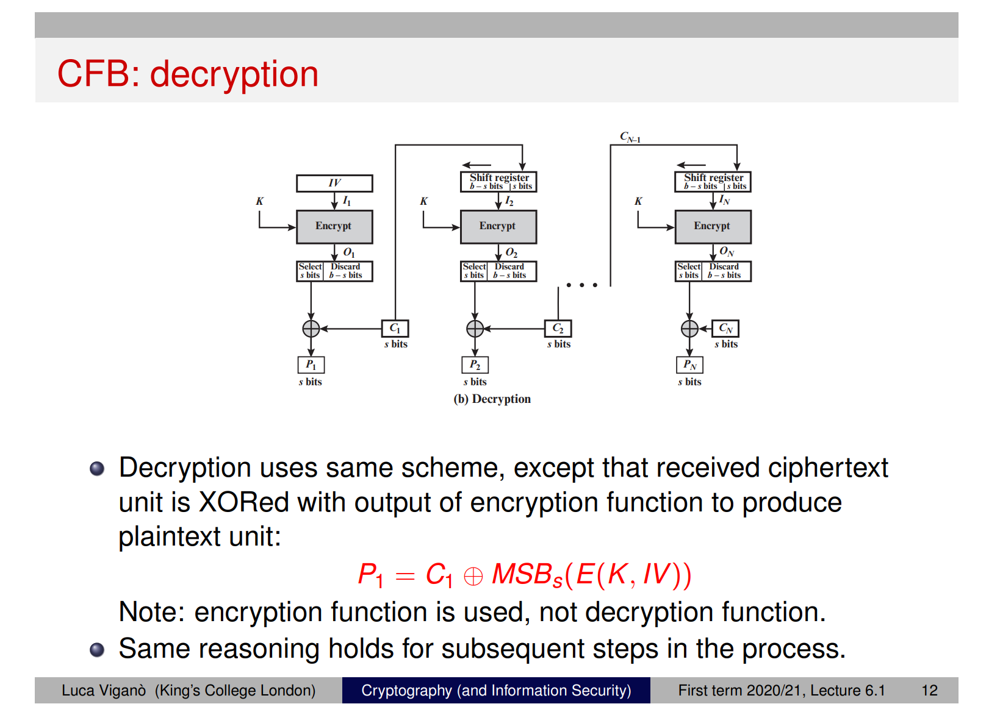 CFB: decryption
C_{N–1}
IV
Shift register
b – s bits | s bits
Shift register
b – s bits | s bits
K
I_1
K
I_2
K
I_N
Encrypt
Encrypt
Encrypt
O_1
O_2
O_N
Select
s bits
Discard
b – s bits
Select
s bits
Discard
b – s bits
Select
s bits
Discard
b – s bits
• • •
C_1
s bits
C_2
s bits
C_N
s bits
P_1
s bits
P_2
s bits
P_N
s bits
(b) Decryption
Decryption uses same scheme, except that received ciphertext
unit is XORed with output of encryption function to produce
plaintext unit:
P_1 = C_1 ⊕ MSB_s(E(K, IV))
Note: encryption function is used, not decryption function.
Same reasoning holds for subsequent steps in the process.
Luca Viganò (King's College London)
Cryptography (and Information Security)
First term 2020/21, Lecture 6.1
12